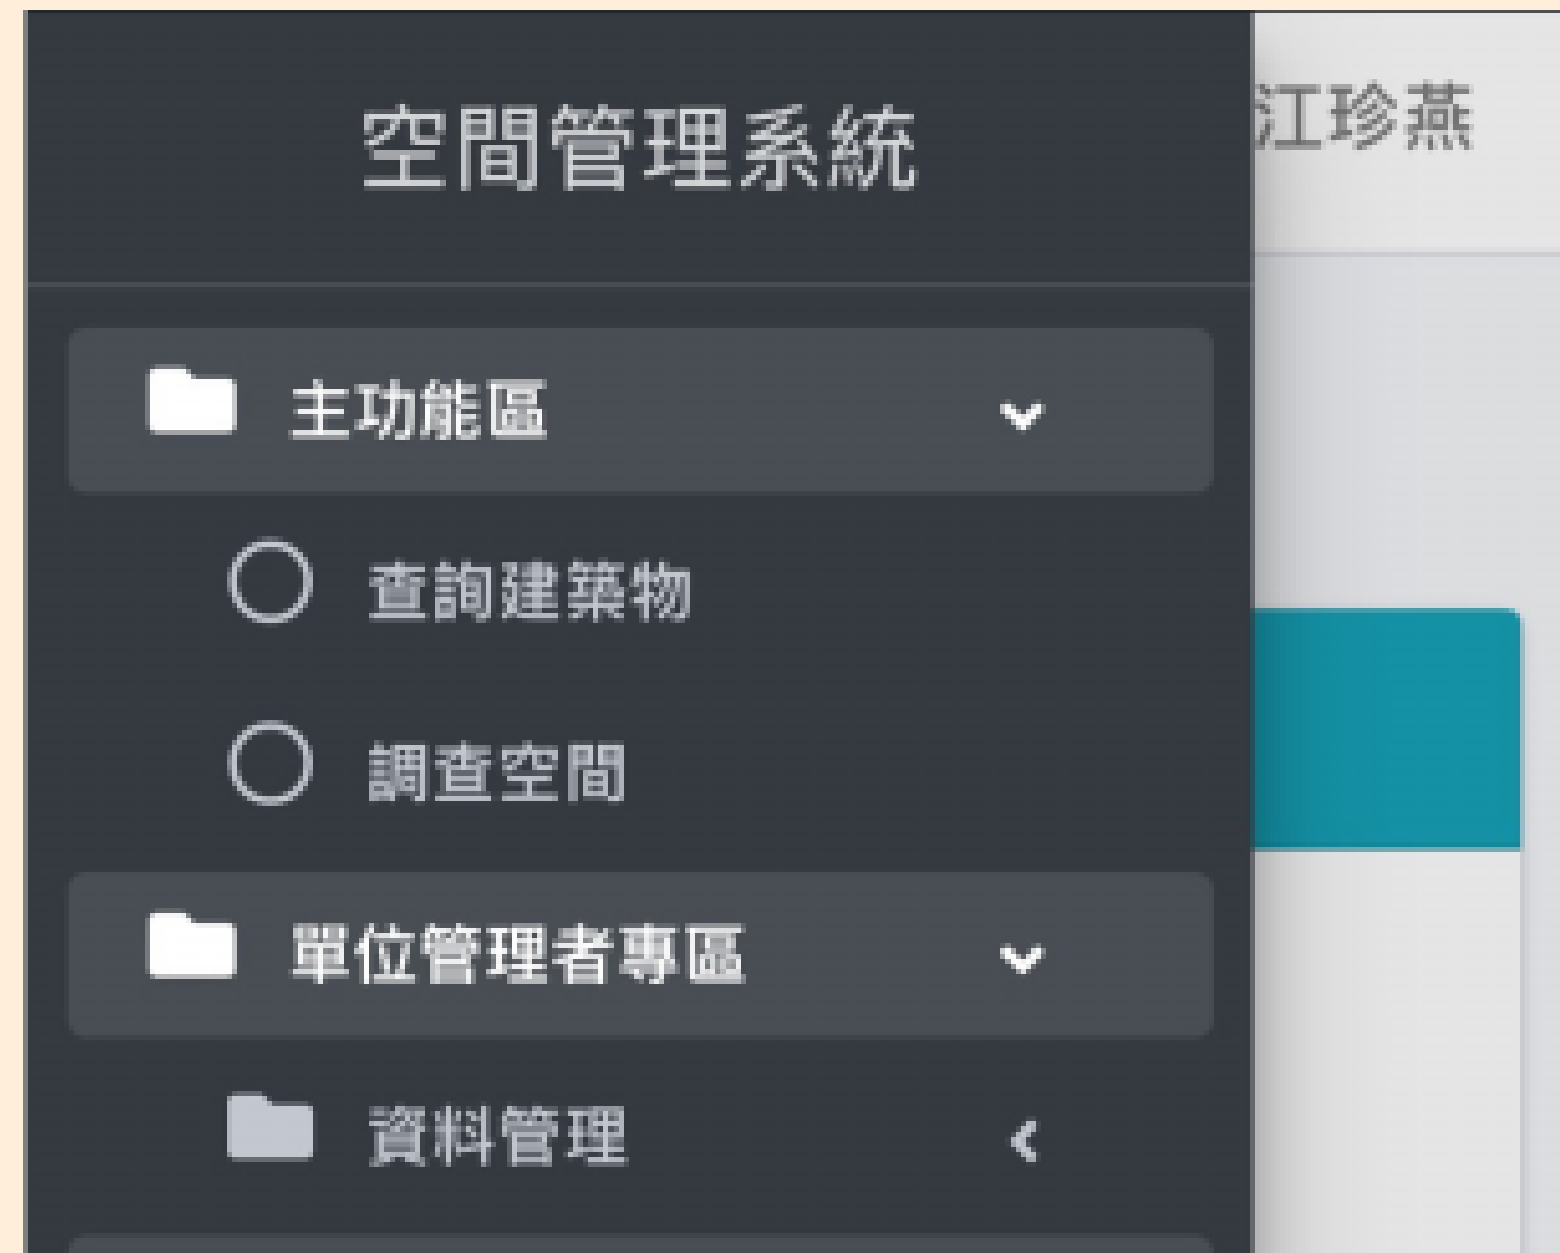 空間管理系統
江珍燕
主功能區
查詢建築物
調查空間
單位管理者專區
資料管理